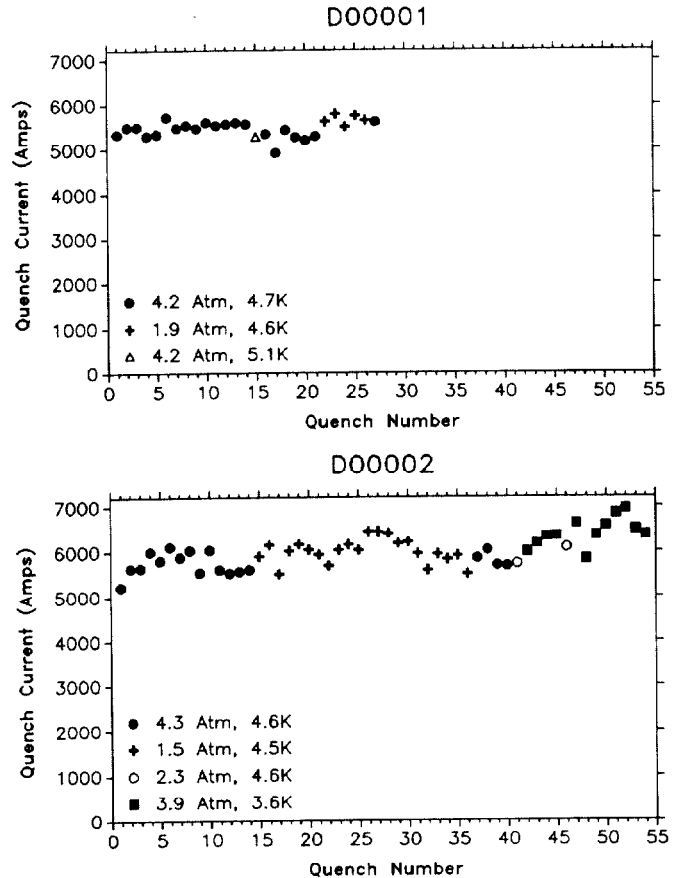 D00001
7000
6000
5000
4000
3000
2000
1000
0
Quench Current (Amps)
4.2 Atm, 4.7K
1.9 Atm, 4.6K
4.2 Atm, 5.1K
0 5 10 15 20 25 30 35 40 45 50 55
Quench Number
D00002
7000
6000
5000
4000
3000
2000
1000
0
Quench Current (Amps)
4.3 Atm, 4.6K
1.5 Atm, 4.5K
2.3 Atm, 4.6K
3.9 Atm, 3.6K
0 5 10 15 20 25 30 35 40 45 50 55
Quench Number